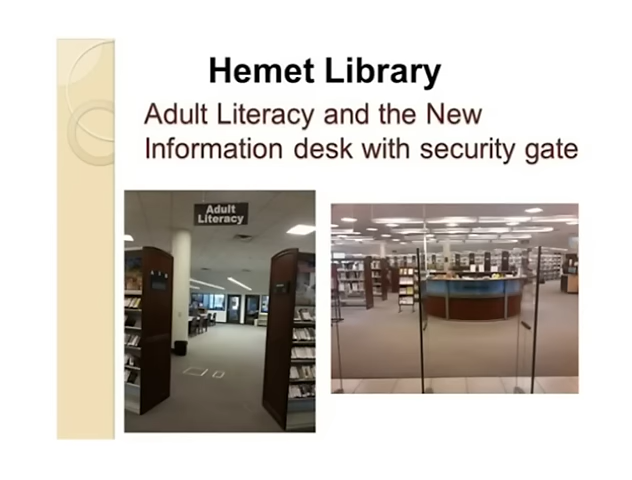 Hemet Library
Adult Literacy and the New
Information desk with security gate
Adult
Literacy